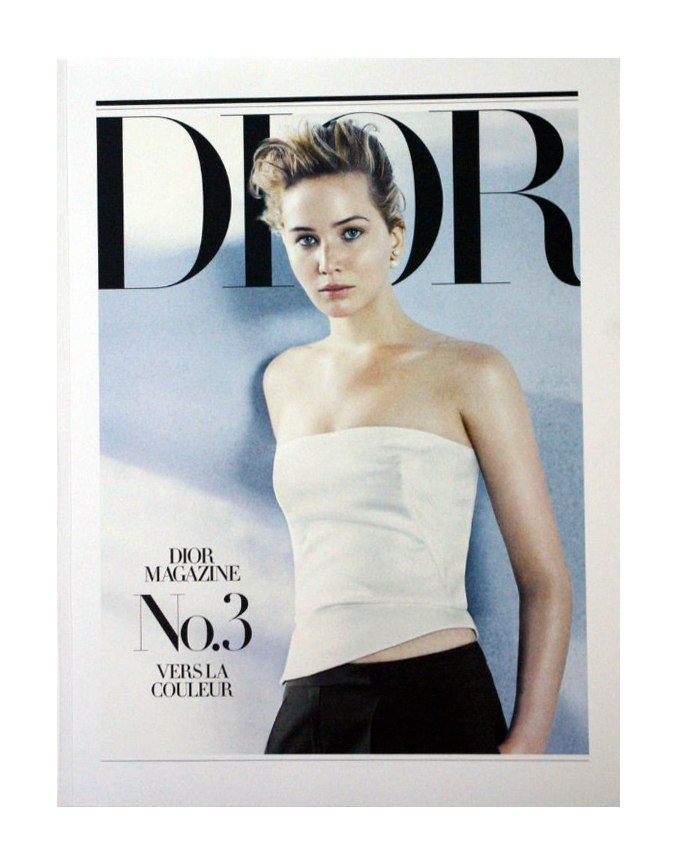 DIOR
DIOR
MAGAZINE
No.3
VERS LA
COULEUR